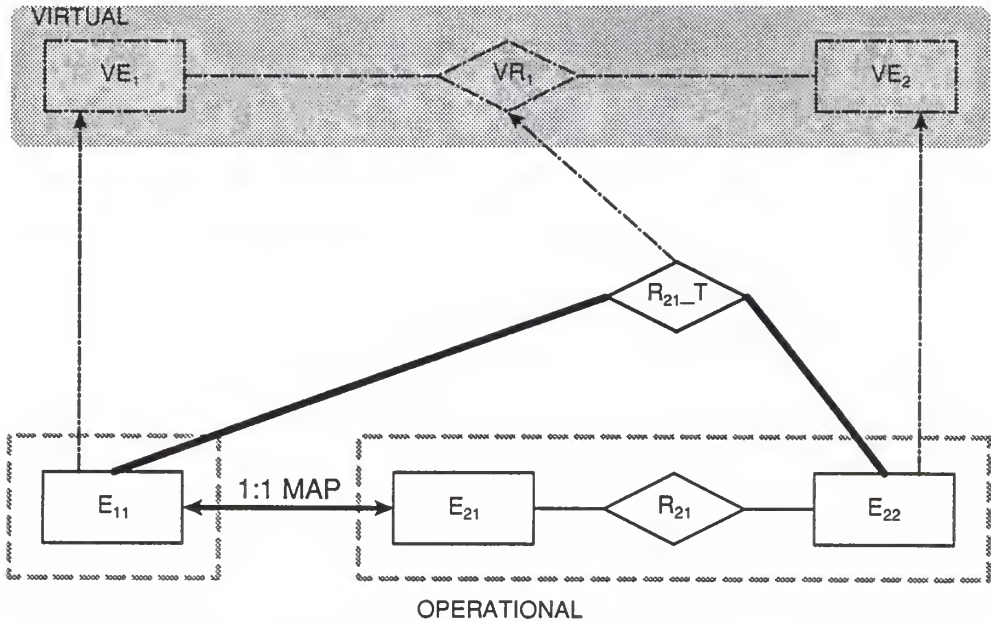 VIRTUAL
VE₁
VR₁
VE₂
R₂₁_T
1:1 MAP
E₁₁
E₂₁
R₂₁
E₂₂
OPERATIONAL